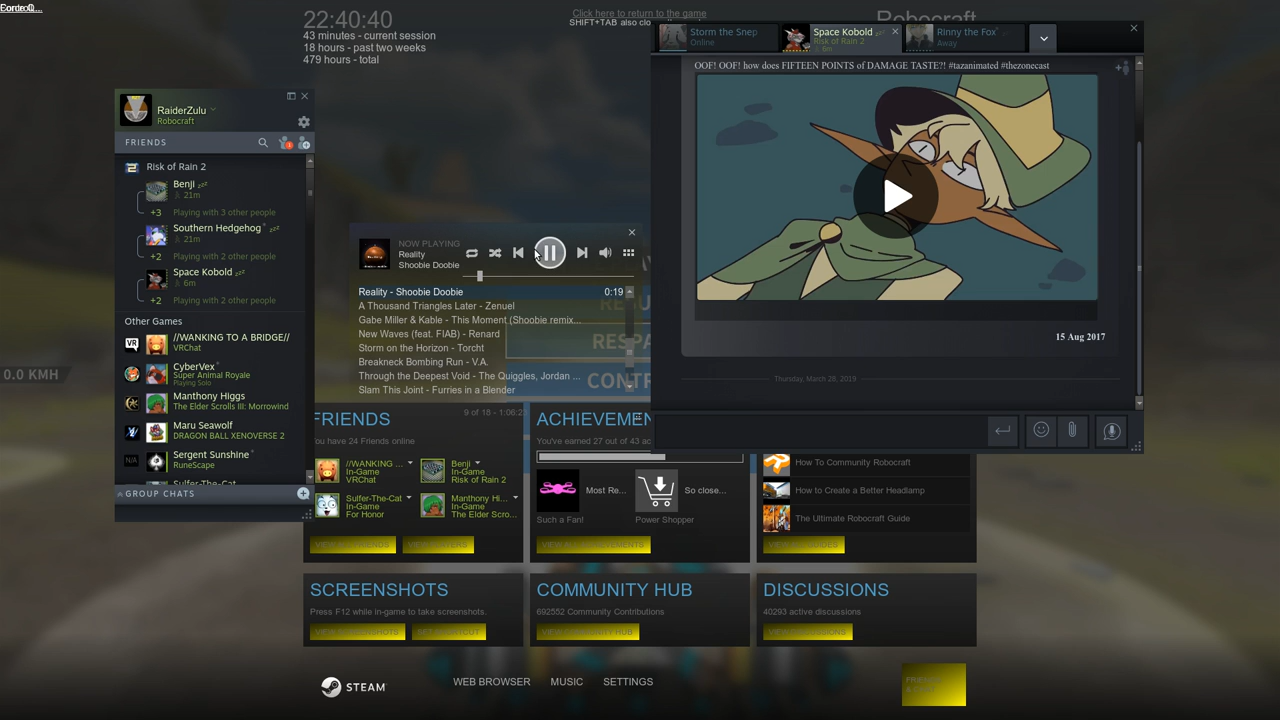 22:40:40
43 minutes - current session
18 hours - past two weeks
479 hours - total
Click here to return to the game
Robocraft
0.0 KMH
RaiderZulu
Robocraft
FRIENDS
Risk of Rain 2
Benji
21m
+3 Playing with 3 other people
Southern Hedgehog *
21m
+2 Playing with 2 other people
Space Kobold
6m
+2 Playing with 2 other people
Other Games
//WANKING TO A BRIDGE//
VRChat
CyberVex *
Super Animal Royale
Playing Solo
Manthony Higgs
The Elder Scrolls III: Morrowind
Maru Seawolf
DRAGON BALL XENOVERSE 2
N/A
Sergent Sunshine *
RuneScape
GROUP CHATS
NOW PLAYING
Reality
Shoobie Doobie
Reality - Shoobie Doobie 0:19
A Thousand Triangles Later - Zenuel
Gabe Miller & Kable - This Moment (Shoobie remix...
New Waves (feat. FIAB) - Renard
Storm on the Horizon - Torcht
Breakneck Bombing Run - V.A.
Through the Deepest Void - The Quiggles, Jordan ...
Slam This Joint - Furries in a Blender
Storm the Snep
Online
Space Kobold
Risk of Rain 2
6m
Rinny the Fox *
Away
OOF! OOF! how does FIFTEEN POINTS of DAMAGE TASTE?! #tazanimated #thezonecast
15 Aug 2017
Thursday, March 28, 2019
FRIENDS
You have 24 Friends online
//WANKING ...
In-Game
VRChat
Benji
In-Game
Risk of Rain 2
Suifer-The-Cat
In-Game
For Honor
Manthony Hi...
In-Game
The Elder Scro...
ACHIEVEMEN
You've earned 27 out of 43 ac
Most Re...
So close...
Such a Fan!
Power Shopper
VIEW ALL ACHIEVEMENTS
How To Community Robocraft
How to Create a Better Headlamp
The Ultimate Robocraft Guide
SCREENSHOTS
Press F12 while in-game to take screenshots.
VIEW SCREENSHOTS
COMMUNITY HUB
692552 Community Contributions
VIEW COMMUNITY HUB
DISCUSSIONS
40293 active discussions
VIEW DISCUSSIONS
STEAM
WEB BROWSER
MUSIC
SETTINGS